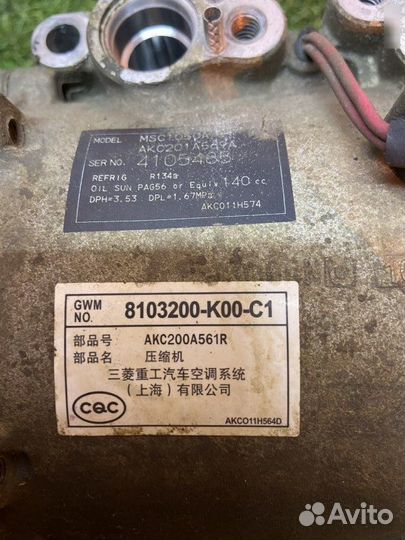 MODEL
SER NO. 4105465
REFRIG R134a
OIL SUN PAG56 or Equiv 140 cc
DPH=3.53 DPL=1.67MPa
AKC011H574
GWM NO. 8103200-K00-C1
部品号 AKC200A561R
部品名 压缩机
三菱重工汽车空调系统
(上海)有限公司
CQC
AKC011H564D
Avito